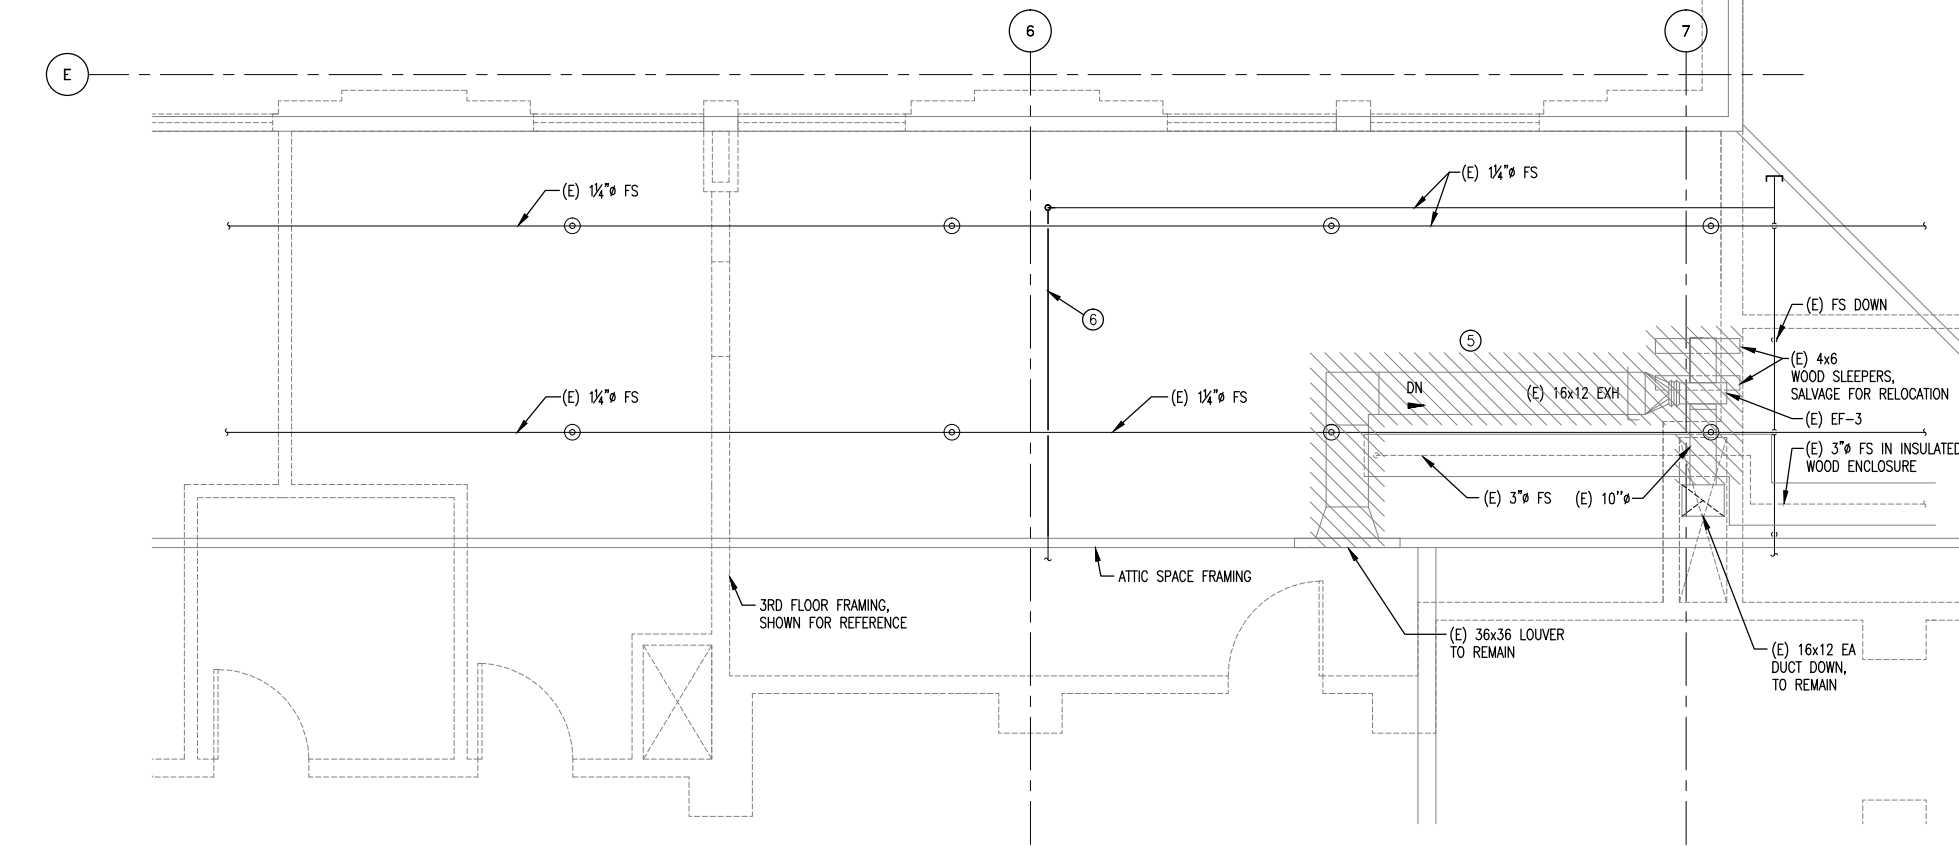 6
7
E
(E) 1¼"ø FS
(E) 1¼"ø FS
(E) FS DOWN
6
5
(E) 4x6
WOOD SLEEPERS,
SALVAGE FOR RELOCATION
DN
(E) 16x12 EXH
(E) 1¼"ø FS
(E) 1¼"ø FS
(E) EF-3
(E) 3"ø FS IN INSULATED
WOOD ENCLOSURE
(E) 3"ø FS
(E) 10"ø
ATTIC SPACE FRAMING
3RD FLOOR FRAMING,
SHOWN FOR REFERENCE
(E) 36x36 LOUVER
TO REMAIN
(E) 16x12 EA
DUCT DOWN,
TO REMAIN